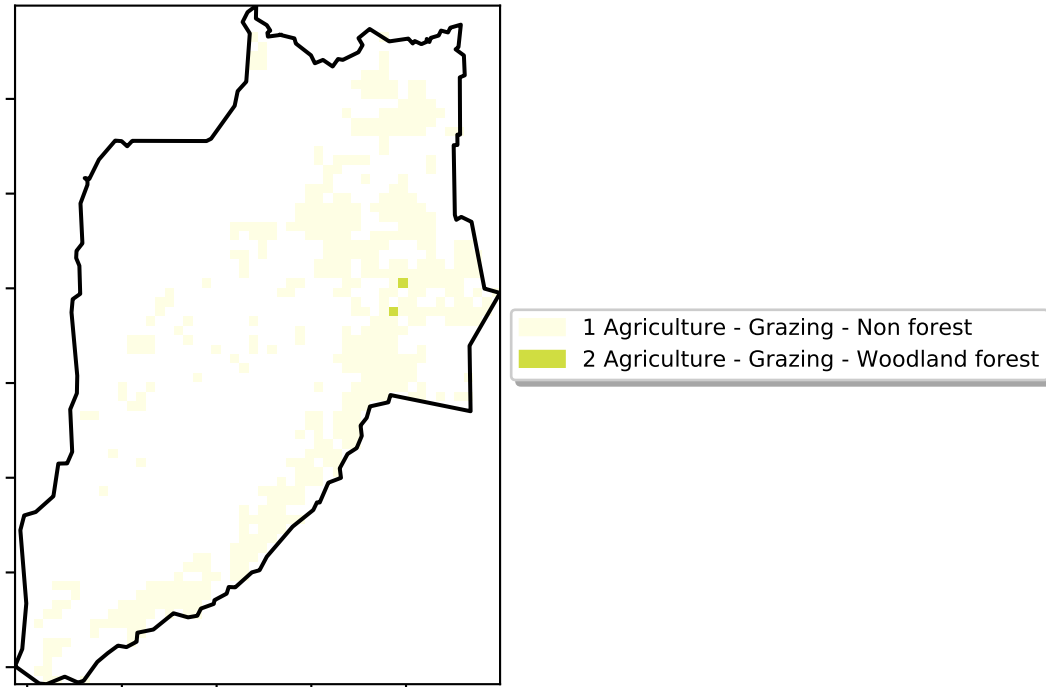 1 Agriculture - Grazing - Non forest
2 Agriculture - Grazing - Woodland forest